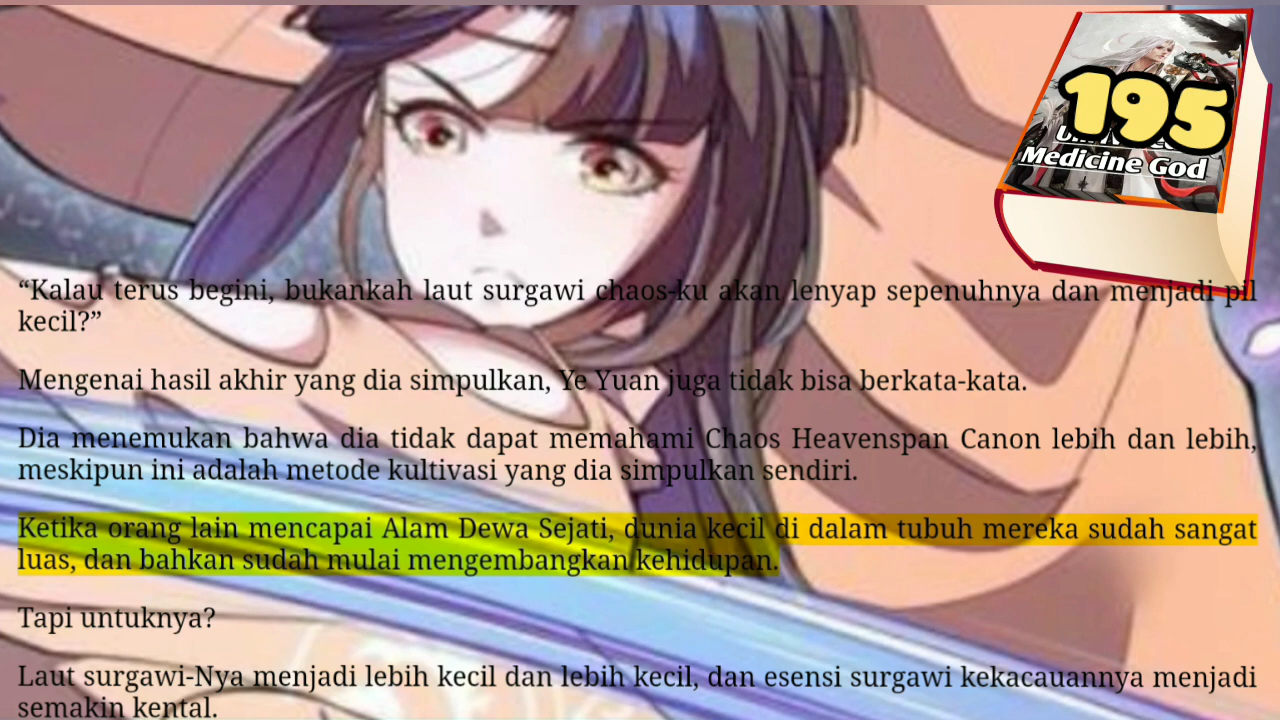 195
Medicine God
“Kalau terus begini, bukankah laut surgawi chaos-ku akan lenyap sepenuhnya dan menjadi pil
kecil?”
Mengenai hasil akhir yang dia simpulkan, Ye Yuan juga tidak bisa berkata-kata.
Dia menemukan bahwa dia tidak dapat memahami Chaos Heavenspan Canon lebih dan lebih,
meskipun ini adalah metode kultivasi yang dia simpulkan sendiri.
Ketika orang lain mencapai Alam Dewa Sejati, dunia kecil di dalam tubuh mereka sudah sangat
luas, dan bahkan sudah mulai mengembangkan kehidupan.
Tapi untuknya?
Laut surgawi-Nya menjadi lebih kecil dan lebih kecil, dan esensi surgawi kekacauannya menjadi
semakin kental.